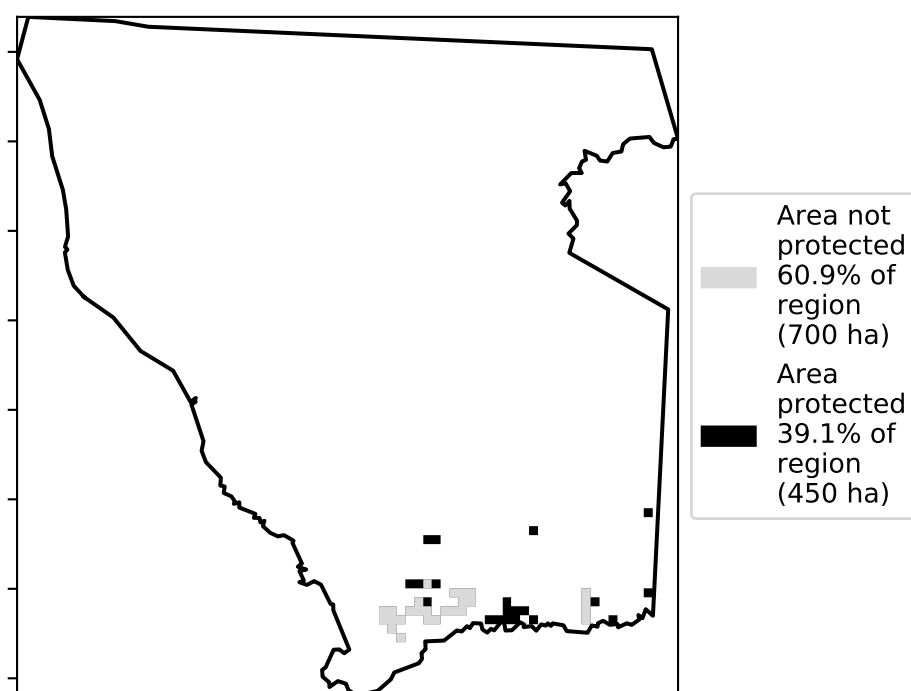 Area not
protected
60.9% of
region
(700 ha)
Area
protected
39.1% of
region
(450 ha)